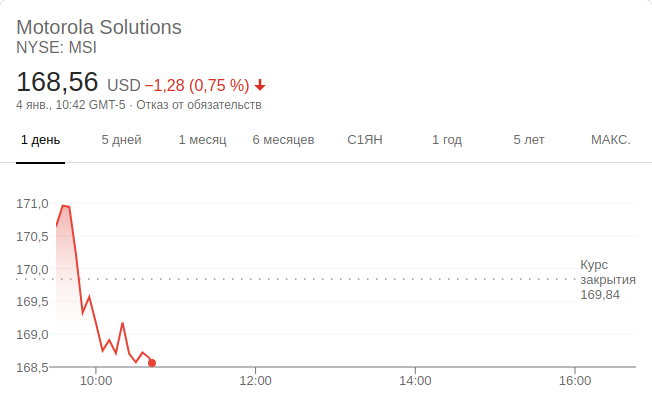 Motorola Solutions
NYSE: MSI
168,56 USD −1,28 (0,75 %)
4 янв., 10:42 GMT-5 · Отказ от обязательств
1 день 5 дней 1 месяц 6 месяцев С1ЯН 1 год 5 лет МАКС.
171,0
170,5
170,0
169,5
169,0
168,5
Курс
закрытия
169,84
10:00 12:00 14:00 16:00